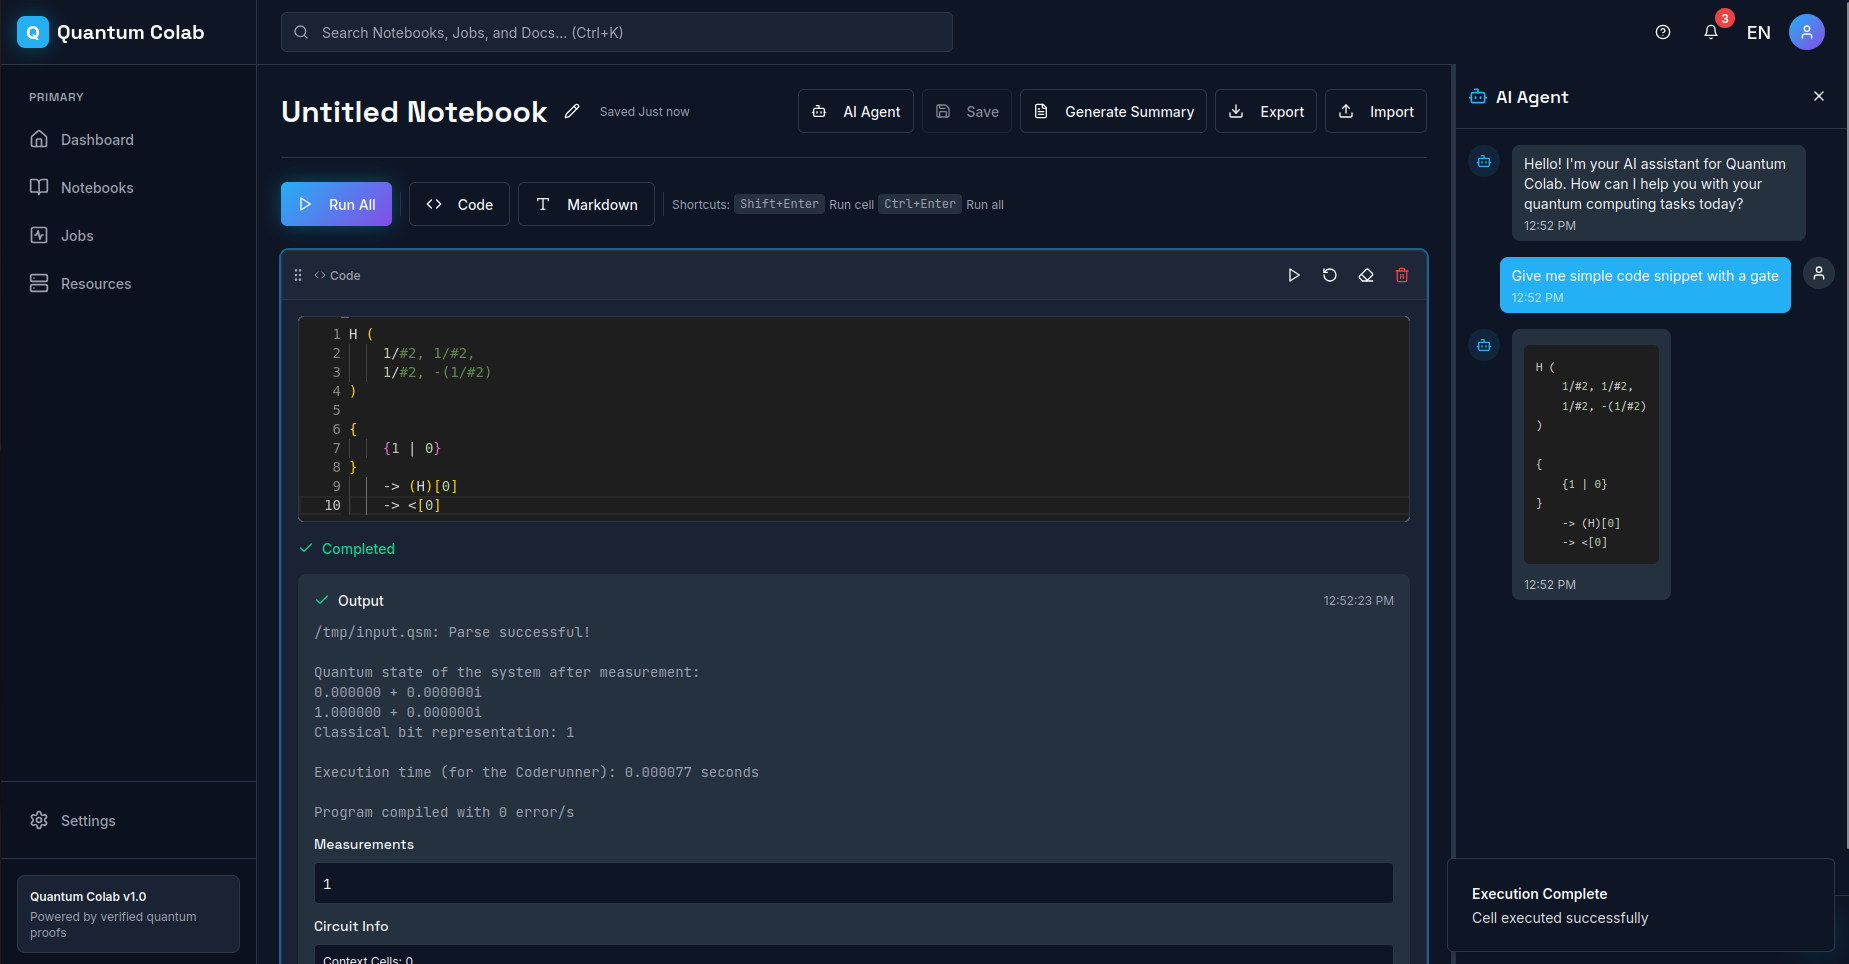 Q Quantum Colab
Search Notebooks, Jobs, and Docs... (Ctrl+K)
3
EN
PRIMARY
Dashboard
Notebooks
Jobs
Resources
Settings
Quantum Colab v1.0
Powered by verified quantum
proofs
Untitled Notebook
Saved Just now
AI Agent
Save
Generate Summary
Export
Import
Run All
Code
Markdown
Shortcuts: Shift+Enter Run cell Ctrl+Enter Run all
<> Code
1 H (
2     1/#2, 1/#2,
3     1/#2, -(1/#2)
4 )
5
6 {
7     {1 | 0}
8 }
9     -> (H)[0]
10     -> <[0]
Completed
Output
12:52:23 PM
/tmp/input.qsm: Parse successful!
Quantum state of the system after measurement:
0.000000 + 0.000000i
1.000000 + 0.000000i
Classical bit representation: 1
Execution time (for the Coderunner): 0.000077 seconds
Program compiled with 0 error/s
Measurements
1
Circuit Info
Context Cells: 0
AI Agent
Hello! I'm your AI assistant for Quantum
Colab. How can I help you with your
quantum computing tasks today?
12:52 PM
Give me simple code snippet with a gate
12:52 PM
H (
    1/#2, 1/#2,
    1/#2, -(1/#2)
)
{
    {1 | 0}
}
    -> (H)[0]
    -> <[0]
12:52 PM
Execution Complete
Cell executed successfully